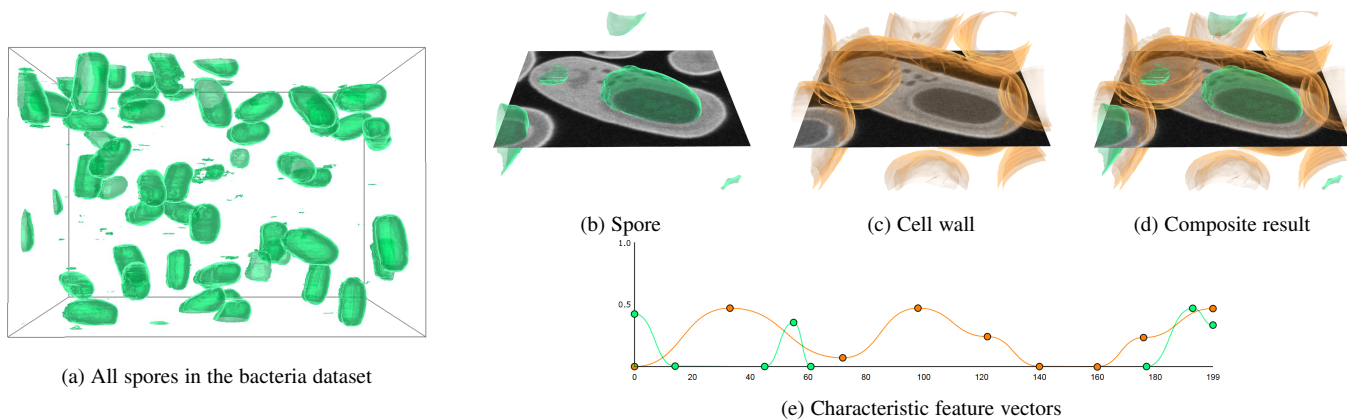 (a) All spores in the bacteria dataset
(b) Spore
(c) Cell wall
(d) Composite result
1.0
0.5
0 20 40 60 80 100 120 140 160 180 199
(e) Characteristic feature vectors